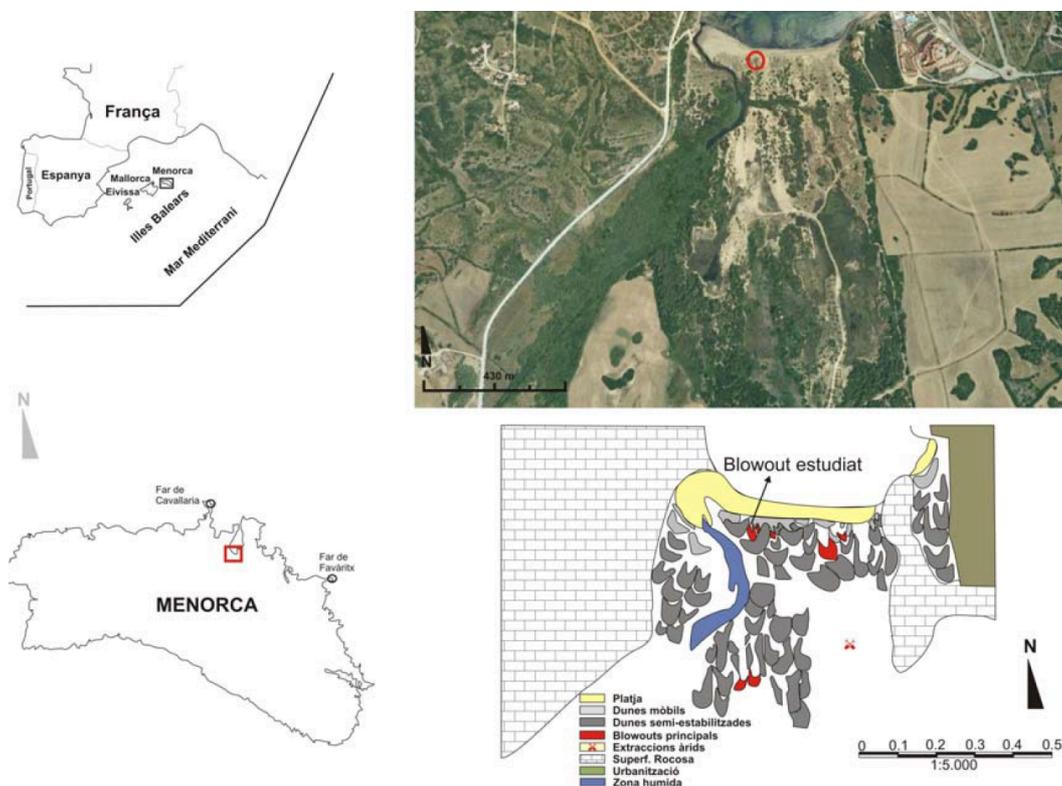 França
Espanya
Portugal
Menorca
Mallorca
Eivissa
Illes Balears
Mar Mediterrani
N
430 m
N
Far de
Cavallaria
Far de
Favàritx
MENORCA
Blowout estudiat
N
Platja
Dunes mòbils
Dunes semi-estabilitzades
Blowouts principals
Extraccions àrids
Superf. Rocosa
Urbanització
Zona humida
0 0.1 0.2 0.3 0.4 0.5
1:5.000